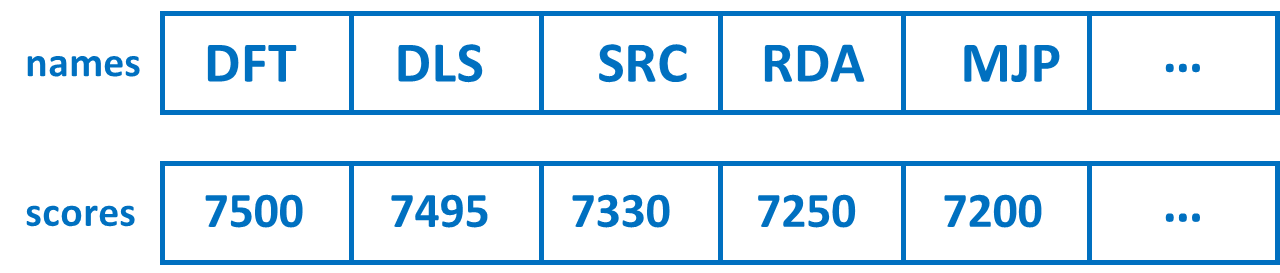 names DFT DLS SRC RDA MJP ...
scores 7500 7495 7330 7250 7200 ...